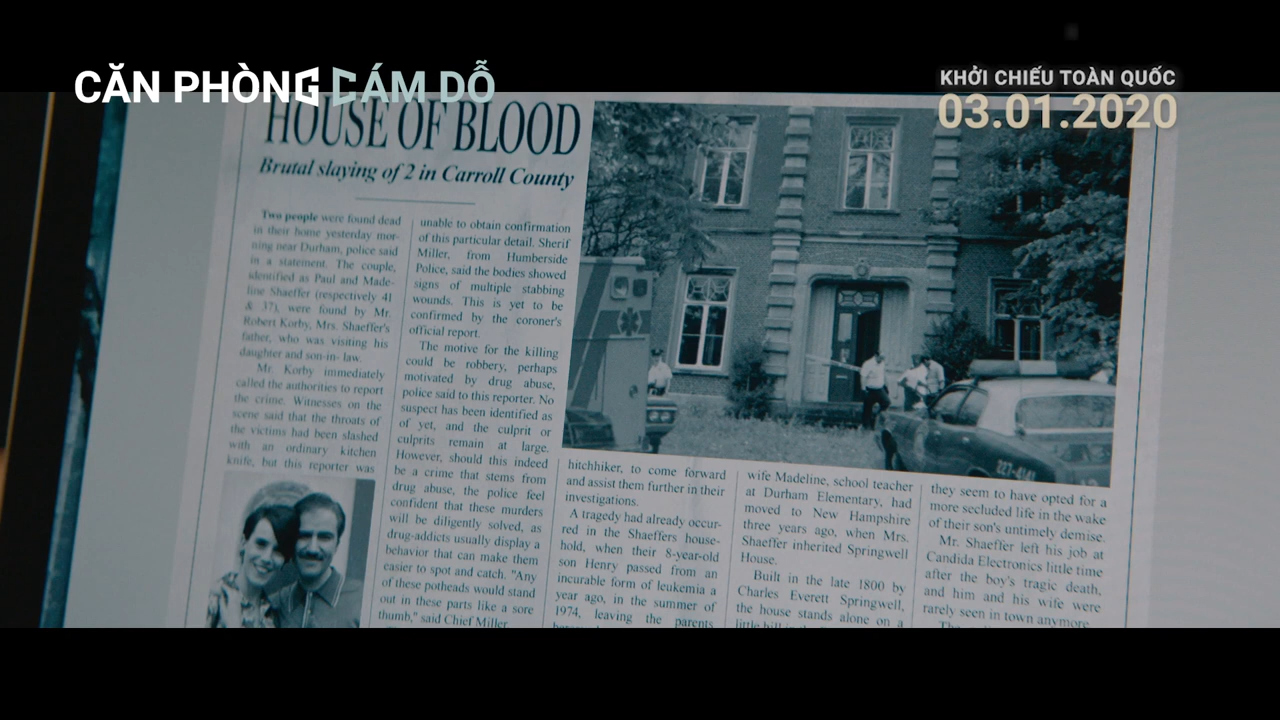 CĂN PHÒNG CÁM DỖ
KHỞI CHIẾU TOÀN QUỐC
03.01.2020
HOUSE OF BLOOD
Brutal slaying of 2 in Carroll County
Two people were found dead
in their home yesterday mor-
ning near Durham, police said
in a statement. The couple,
identified as Paul and Made-
line Shaeffer (respectively 41
& 37), were found by Mr.
Robert Korby, Mrs. Shaeffer's
father, who was visiting his
daughter and son-in- law.
Mr. Korby immediately
called the authorities to report
the crime. Witnesses on the
scene said that the throats of
the victims had been slashed
with an ordinary kitchen
knife, but this reporter was
unable to obtain confirmation
of this particular detail. Sherif
Miller, from Humberside
Police, said the bodies showed
signs of multiple stabbing
wounds. This is yet to be
confirmed by the coroner's
official report.
The motive for the killing
could be robbery, perhaps
motivated by drug abuse,
police said to this reporter. No
suspect has been identified as
of yet, and the culprit or
culprits remain at large.
However, should this indeed
be a crime that stems from
drug abuse, the police feel
confident that these murders
will be diligently solved, as
drug-addicts usually display a
behavior that can make them
easier to spot and catch. "Any
of these potheads would stand
out in these parts like a sore
thumb," said Chief Miller.
hitchhiker, to come forward
and assist them further in their
investigations.
A tragedy had already occur-
red in the Shaeffers house-
hold, when their 8-year-old
son Henry passed from an
incurable form of leukemia a
year ago, in the summer of
1974, leaving the parents
wife Madeline, school teacher
at Durham Elementary, had
moved to New Hampshire
three years ago, when Mrs.
Shaeffer inherited Springwell
House.
Built in the late 1800 by
Charles Everett Springwell,
the house stands alone on a
little hill in the
they seem to have opted for a
more secluded life in the wake
of their son's untimely demise.
Mr. Shaeffer left his job at
Candida Electronics little time
after the boy's tragic death,
and him and his wife were
rarely seen in town anymore.
227-4141